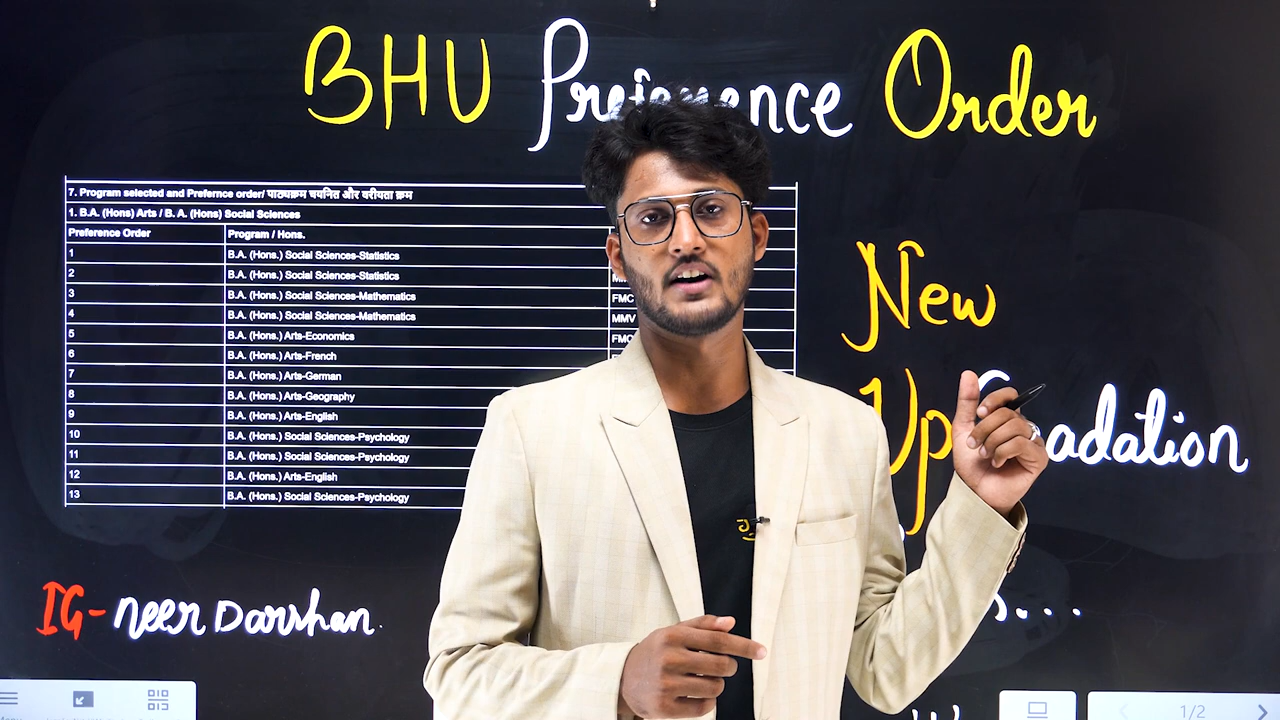 BHU Preference Order
7. Program selected and Prefernce order/ पाठ्यक्रम चयनित और वरीयता क्रम
1. B.A. (Hons) Arts / B. A. (Hons) Social Sciences
Preference Order Program / Hons.
1 B.A. (Hons.) Social Sciences-Statistics
2 B.A. (Hons.) Social Sciences-Statistics
3 B.A. (Hons.) Social Sciences-Mathematics FMC
4 B.A. (Hons.) Social Sciences-Mathematics MMV
5 B.A. (Hons.) Arts-Economics FMC
6 B.A. (Hons.) Arts-French
7 B.A. (Hons.) Arts-German
8 B.A. (Hons.) Arts-Geography
9 B.A. (Hons.) Arts-English
10 B.A. (Hons.) Social Sciences-Psychology
11 B.A. (Hons.) Social Sciences-Psychology
12 B.A. (Hons.) Arts-English
13 B.A. (Hons.) Social Sciences-Psychology
New
Upgradation
IG- neer Darshan.
1/2